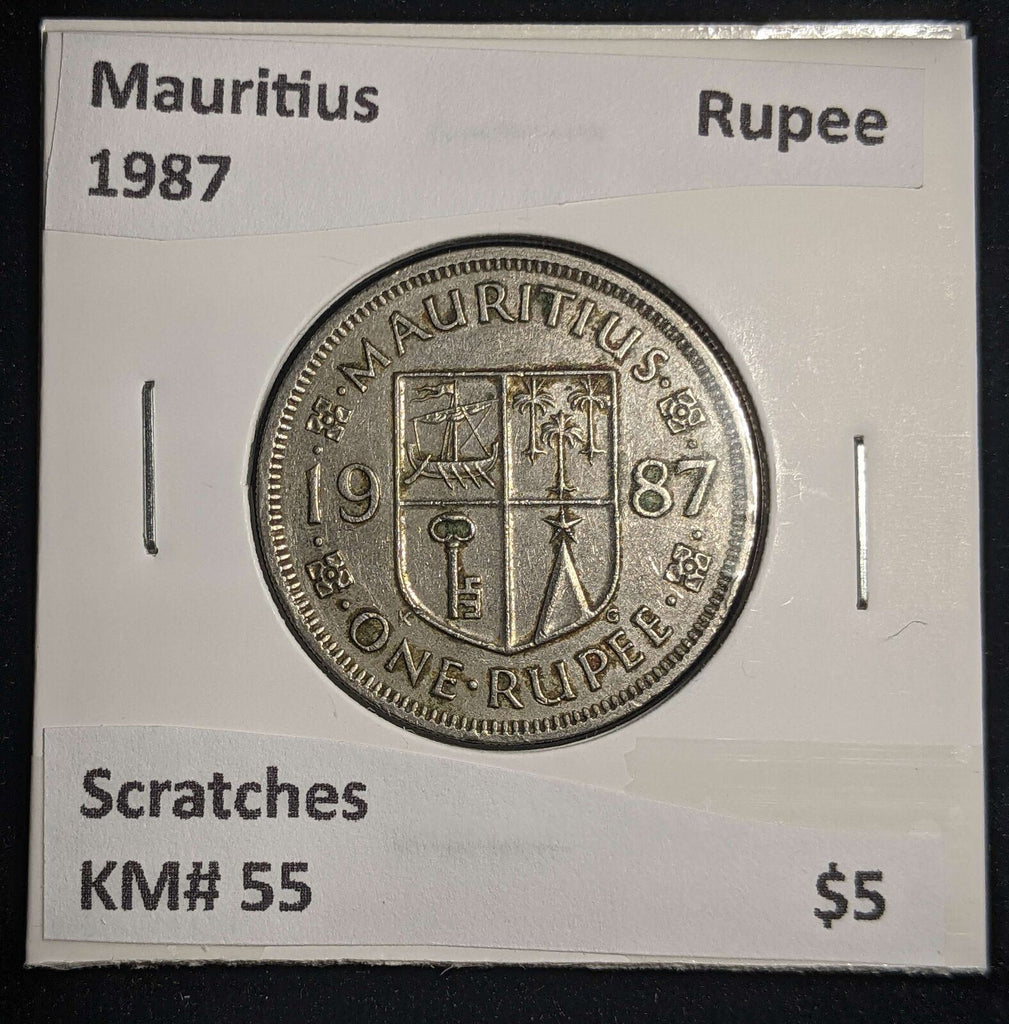 Mauritius Rupee
1987
MAURITIUS
19 87
ONE · RUPEE
Scratches
KM# 55 $5